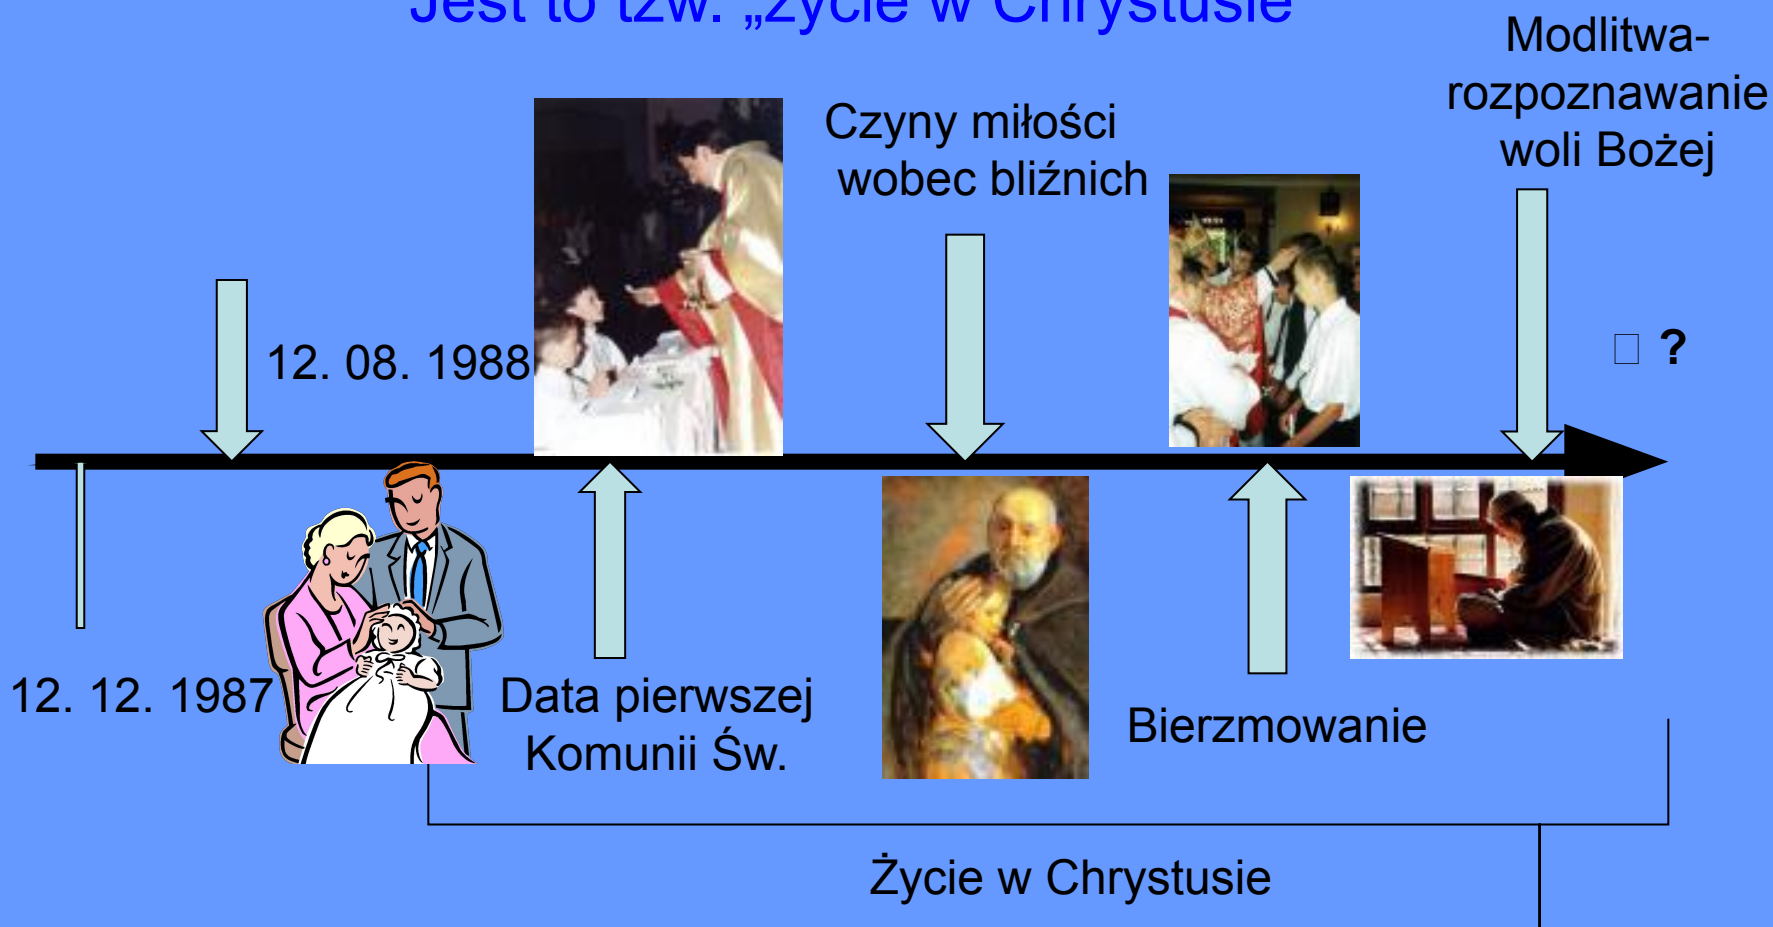 Jest to tzw. „życie w Chrystusie”
Modlitwa-
rozpoznawanie
woli Bożej
Czyny miłości
wobec bliźnich
12. 08. 1988
?
12. 12. 1987
Data pierwszej
Komunii Św.
Bierzmowanie
Życie w Chrystusie